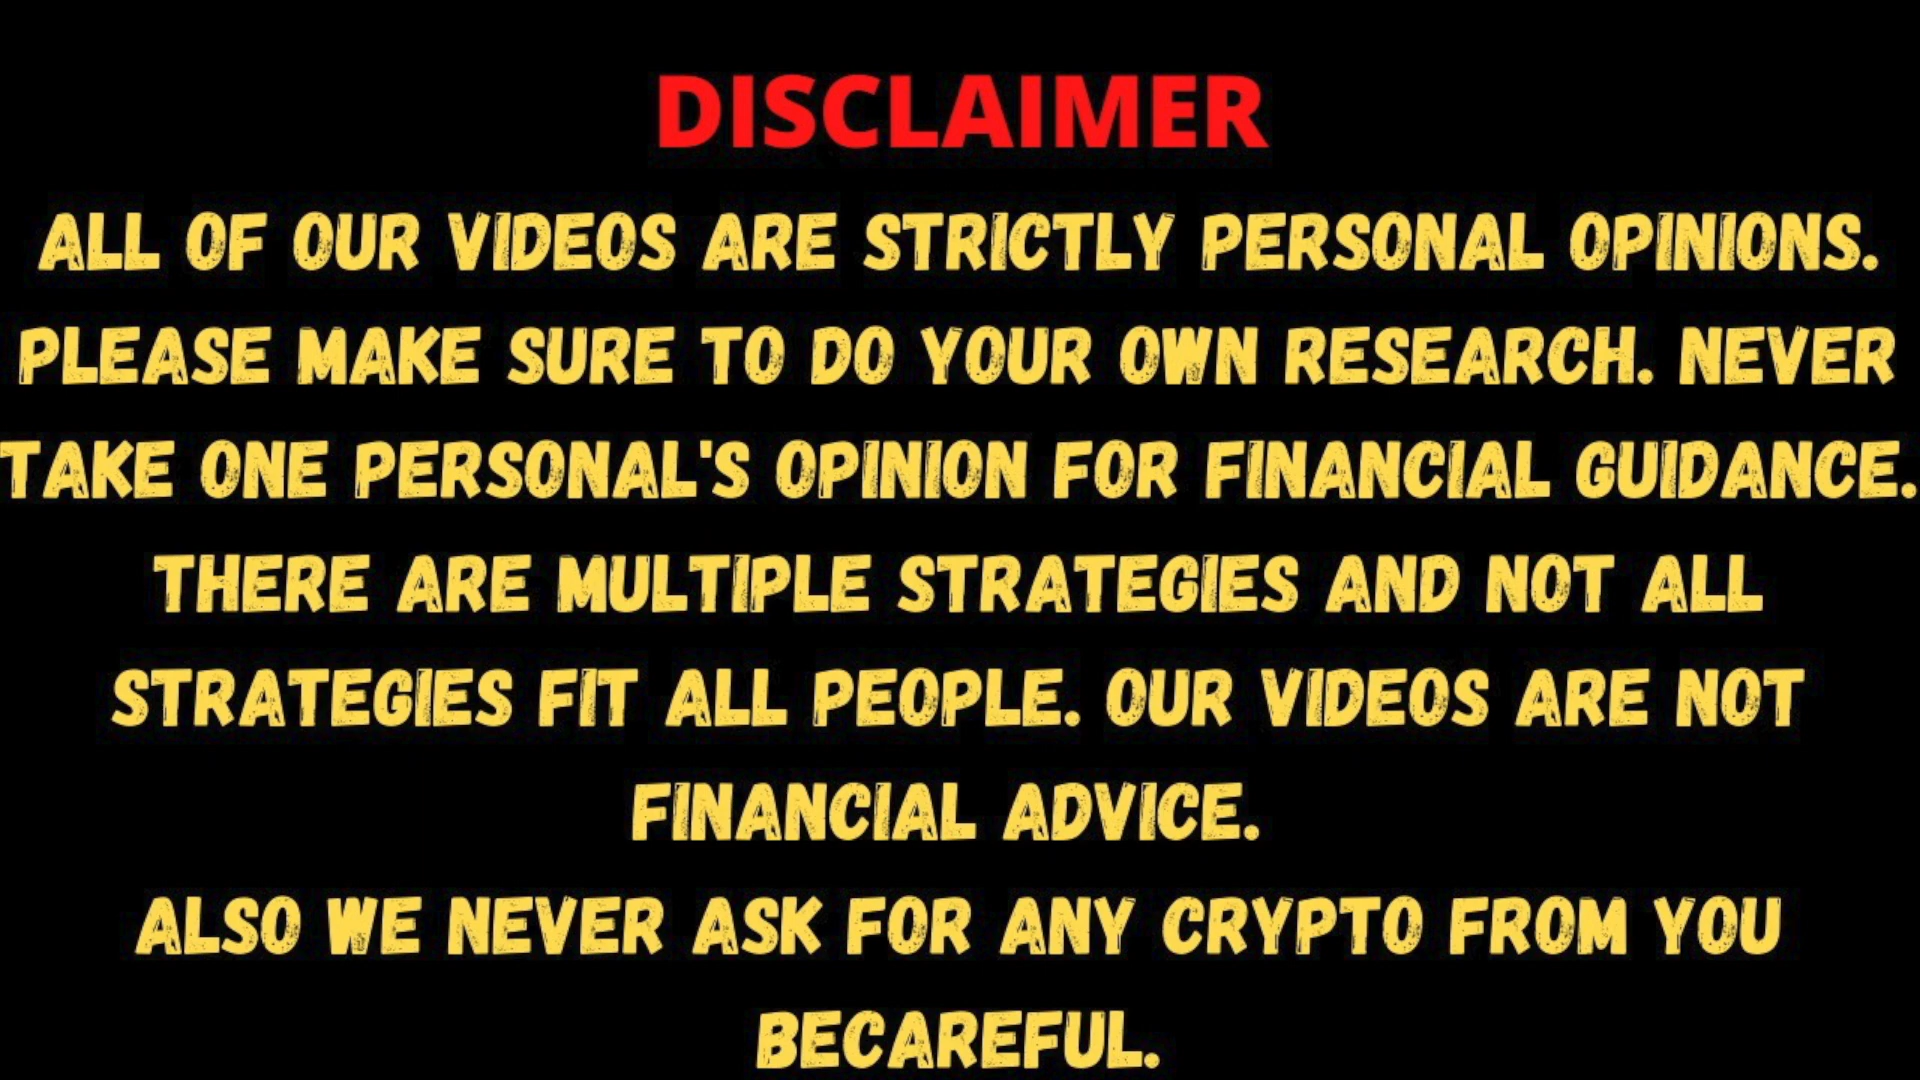 DISCLAIMER
ALL OF OUR VIDEOS ARE STRICTLY PERSONAL OPINIONS.
PLEASE MAKE SURE TO DO YOUR OWN RESEARCH. NEVER
TAKE ONE PERSONAL'S OPINION FOR FINANCIAL GUIDANCE.
THERE ARE MULTIPLE STRATEGIES AND NOT ALL
STRATEGIES FIT ALL PEOPLE. OUR VIDEOS ARE NOT
FINANCIAL ADVICE.
ALSO WE NEVER ASK FOR ANY CRYPTO FROM YOU
BECAREFUL.